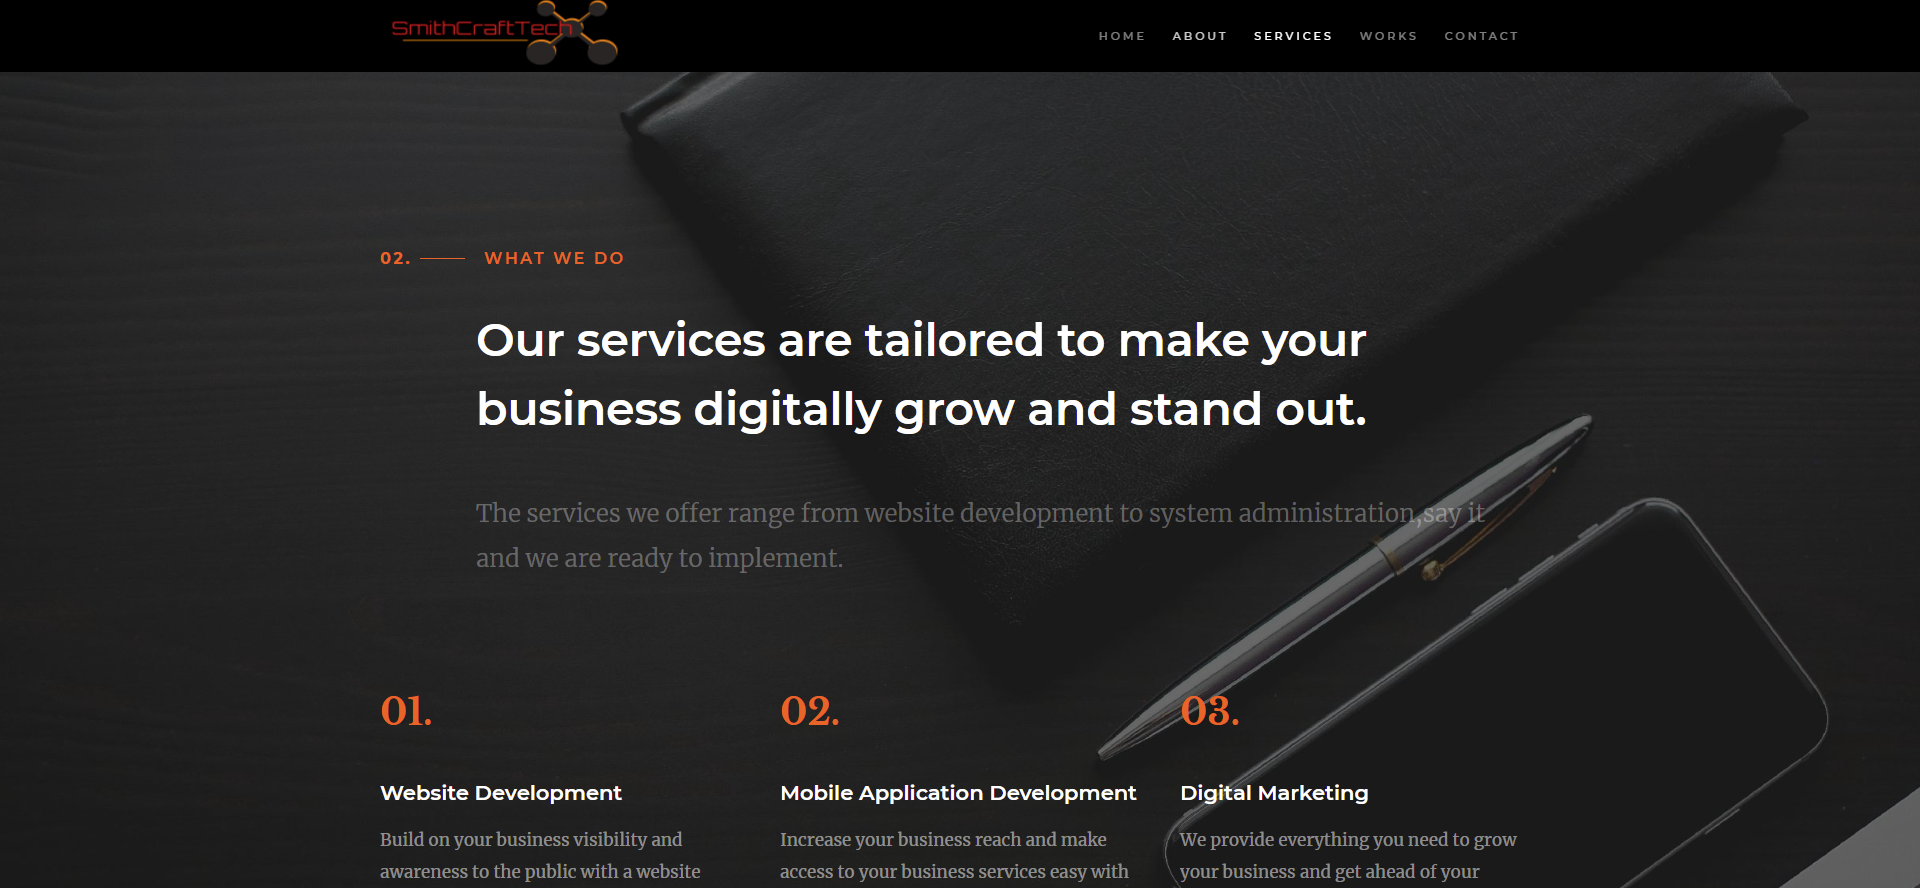 SmithCraftTech
HOME ABOUT SERVICES WORKS CONTACT
02. WHAT WE DO
Our services are tailored to make your
business digitally grow and stand out.
The services we offer range from website development to system administration,say it
and we are ready to implement.
01.
Website Development
Build on your business visibility and
awareness to the public with a website
02.
Mobile Application Development
Increase your business reach and make
access to your business services easy with
03.
Digital Marketing
We provide everything you need to grow
your business and get ahead of your